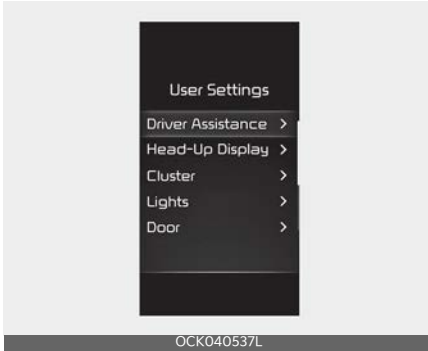 User Settings
Driver Assistance >
Head-Up Display >
Cluster >
Lights >
Door >
OCK040537L